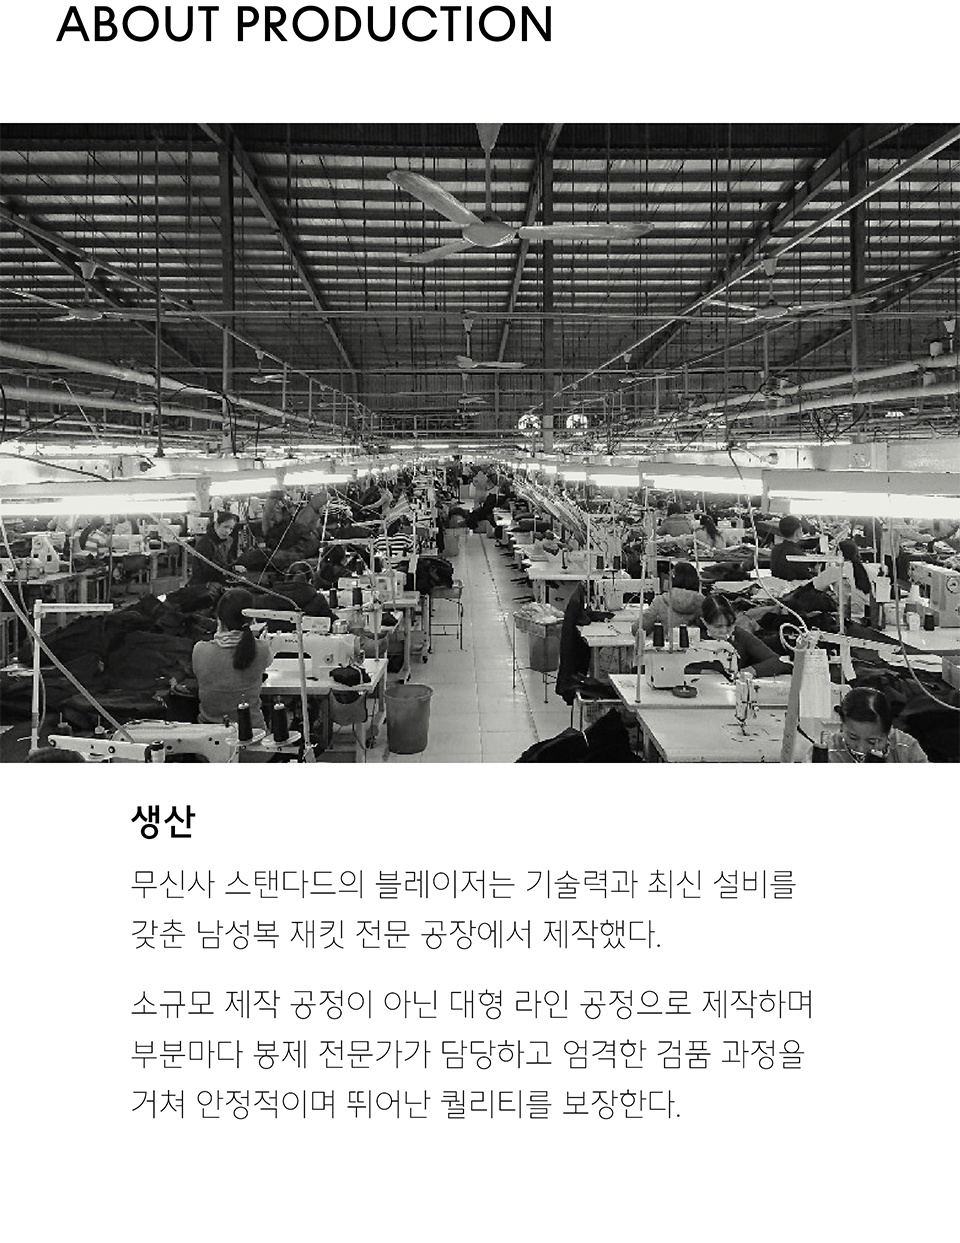 ABOUT PRODUCTION
생산
무신사 스탠다드의 블레이저는 기술력과 최신 설비를
갖춘 남성복 재킷 전문 공장에서 제작했다.
소규모 제작 공정이 아닌 대형 라인 공정으로 제작하며
부분마다 봉제 전문가가 담당하고 엄격한 검품 과정을
거쳐 안정적이며 뛰어난 퀄리티를 보장한다.